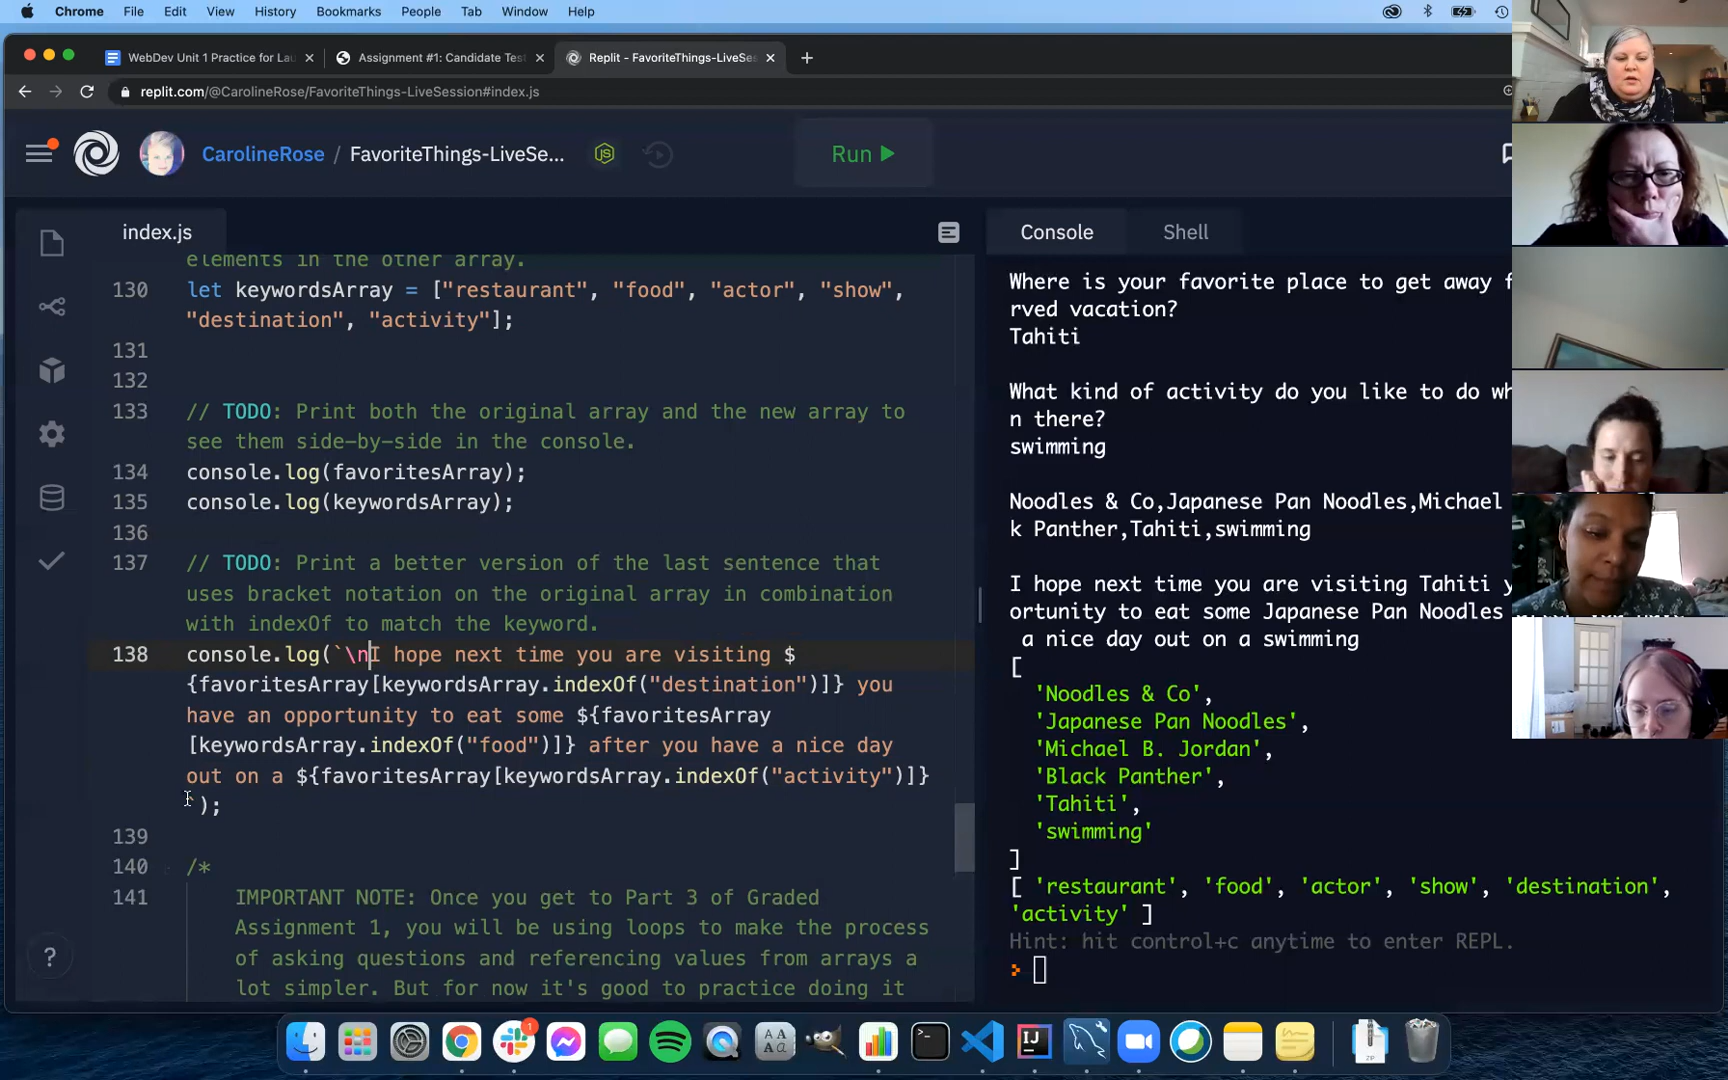 Chrome File Edit View History Bookmarks People Tab Window Help
WebDev Unit 1 Practice for Lau
Assignment #1: Candidate Test
Replit - FavoriteThings-LiveSes
replit.com/@CarolineRose/FavoriteThings-LiveSession#index.js
CarolineRose / FavoriteThings-LiveSe...
Run
index.js
elements in the other array.
130 let keywordsArray = ["restaurant", "food", "actor", "show",
"destination", "activity"];
131
132
133 // TODO: Print both the original array and the new array to
see them side-by-side in the console.
134 console.log(favoritesArray);
135 console.log(keywordsArray);
136
137 // TODO: Print a better version of the last sentence that
uses bracket notation on the original array in combination
with indexOf to match the keyword.
138 console.log(`\nI hope next time you are visiting $
{favoritesArray[keywordsArray.indexOf("destination")]} you
have an opportunity to eat some ${favoritesArray
[keywordsArray.indexOf("food")]} after you have a nice day
out on a ${favoritesArray[keywordsArray.indexOf("activity")]}
`);
139
140 /*
141 IMPORTANT NOTE: Once you get to Part 3 of Graded
Assignment 1, you will be using loops to make the process
of asking questions and referencing values from arrays a
lot simpler. But for now it's good to practice doing it
Console Shell
Where is your favorite place to get away f
rved vacation?
Tahiti
What kind of activity do you like to do wh
n there?
swimming
Noodles & Co,Japanese Pan Noodles,Michael
k Panther,Tahiti,swimming
I hope next time you are visiting Tahiti y
ortunity to eat some Japanese Pan Noodles
a nice day out on a swimming
[
'Noodles & Co',
'Japanese Pan Noodles',
'Michael B. Jordan',
'Black Panther',
'Tahiti',
'swimming'
]
[ 'restaurant', 'food', 'actor', 'show', 'destination',
'activity' ]
Hint: hit control+c anytime to enter REPL.
?
1
ZIP